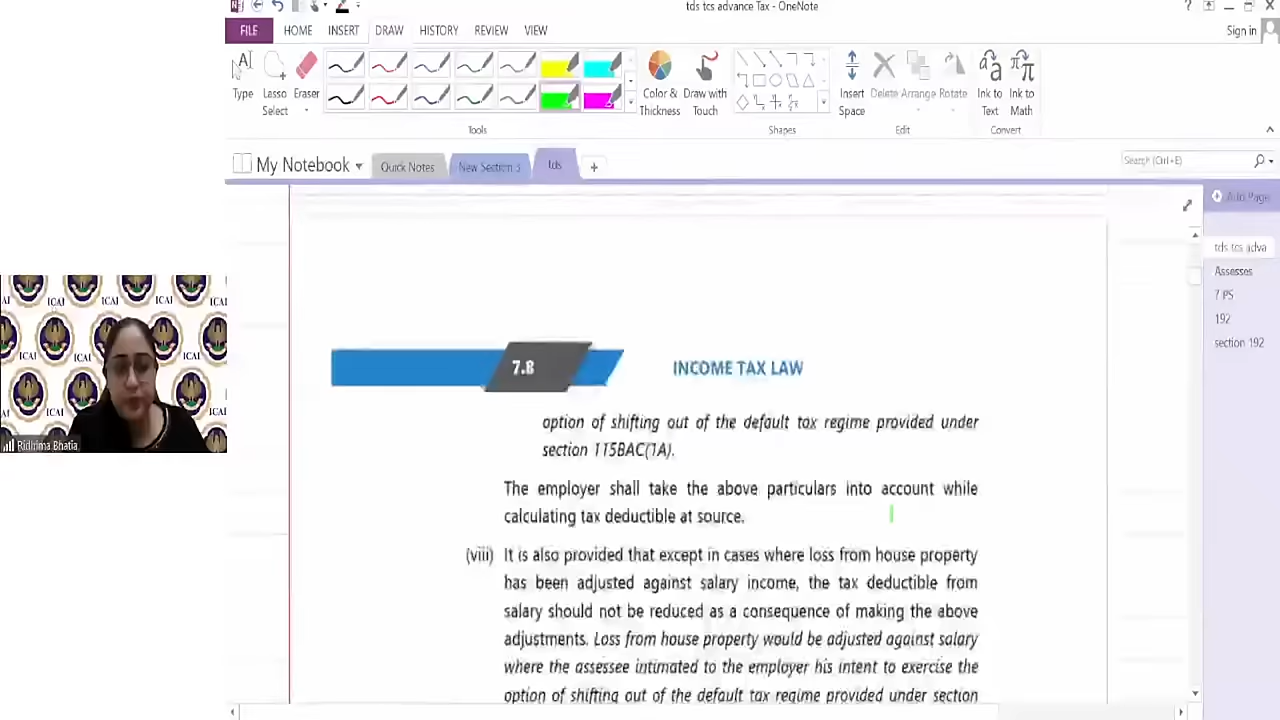 tds tcs advance Tax - OneNote
FILE HOME INSERT DRAW HISTORY REVIEW VIEW
Sign in
Type
Lasso Select
Eraser
Color & Thickness
Draw with Touch
Insert Space
Delete
Arrange
Rotate
Ink to Text
Ink to Math
Tools
Shapes
Edit
Convert
My Notebook
Quick Notes
New Section 3
tds
Search (Ctrl+E)
Add Page
tds tcs adva
Assesses
7 PS
192
section 192
ICAI
Ridhima Bhatia
7.8
INCOME TAX LAW
option of shifting out of the default tax regime provided under
section 115BAC(1A).
The employer shall take the above particulars into account while
calculating tax deductible at source.
(viii) It is also provided that except in cases where loss from house property
has been adjusted against salary income, the tax deductible from
salary should not be reduced as a consequence of making the above
adjustments. Loss from house property would be adjusted against salary
where the assessee intimated to the employer his intent to exercise the
option of shifting out of the default tax regime provided under section